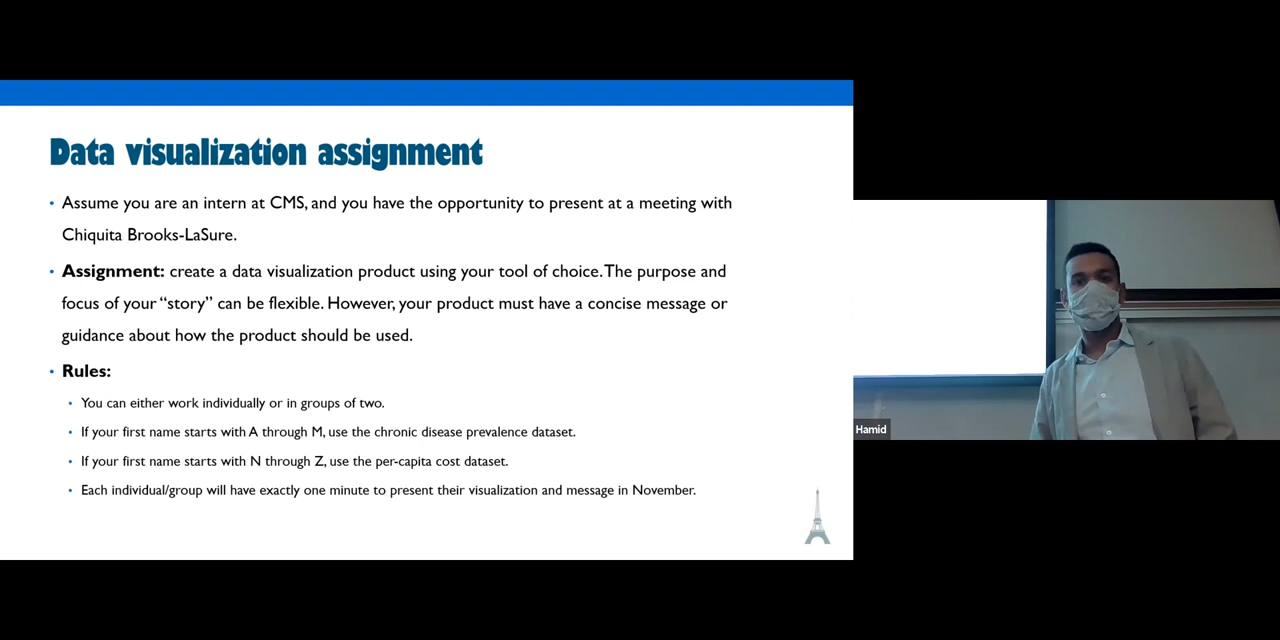 Data visualization assignment
• Assume you are an intern at CMS, and you have the opportunity to present at a meeting with
Chiquita Brooks-LaSure.
• Assignment: create a data visualization product using your tool of choice. The purpose and
focus of your “story” can be flexible. However, your product must have a concise message or
guidance about how the product should be used.
• Rules:
• You can either work individually or in groups of two.
• If your first name starts with A through M, use the chronic disease prevalence dataset.
• If your first name starts with N through Z, use the per-capita cost dataset.
• Each individual/group will have exactly one minute to present their visualization and message in November.
Hamid